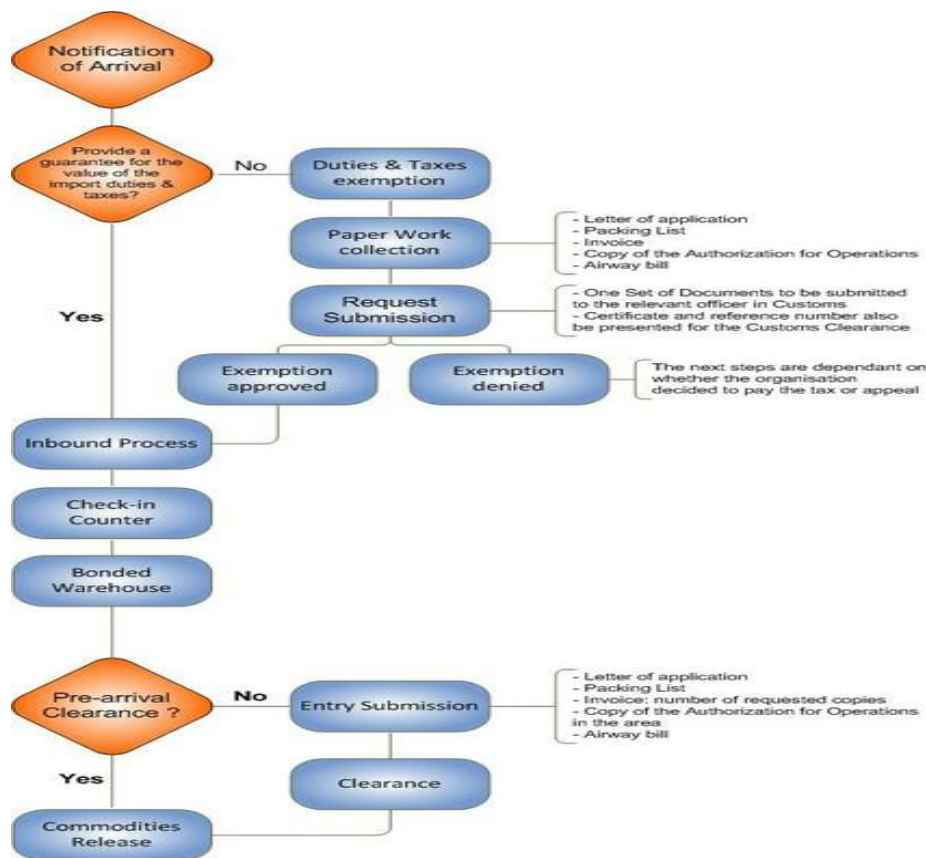 Notification
of Arrival
Provide a
guarantee for the
value of the
import duties &
taxes?
No
Duties & Taxes
exemption
Paper Work
collection
- Letter of application
- Packing List
- Invoice
- Copy of the Authorization for Operations
- Airway bill
Yes
Request
Submission
- One Set of Documents to be submitted
to the relevant officer in Customs
- Certificate and reference number also
be presented for the Customs Clearance
Exemption
approved
Exemption
denied
The next steps are dependant on
whether the organisation
decided to pay the tax or appeal
Inbound Process
Check-in
Counter
Bonded
Warehouse
Pre-arrival
Clearance ?
No
Entry Submission
- Letter of application
- Packing List
- Invoice: number of requested copies
- Copy of the Authorization for Operations
in the area
- Airway bill
Yes
Clearance
Commodities
Release